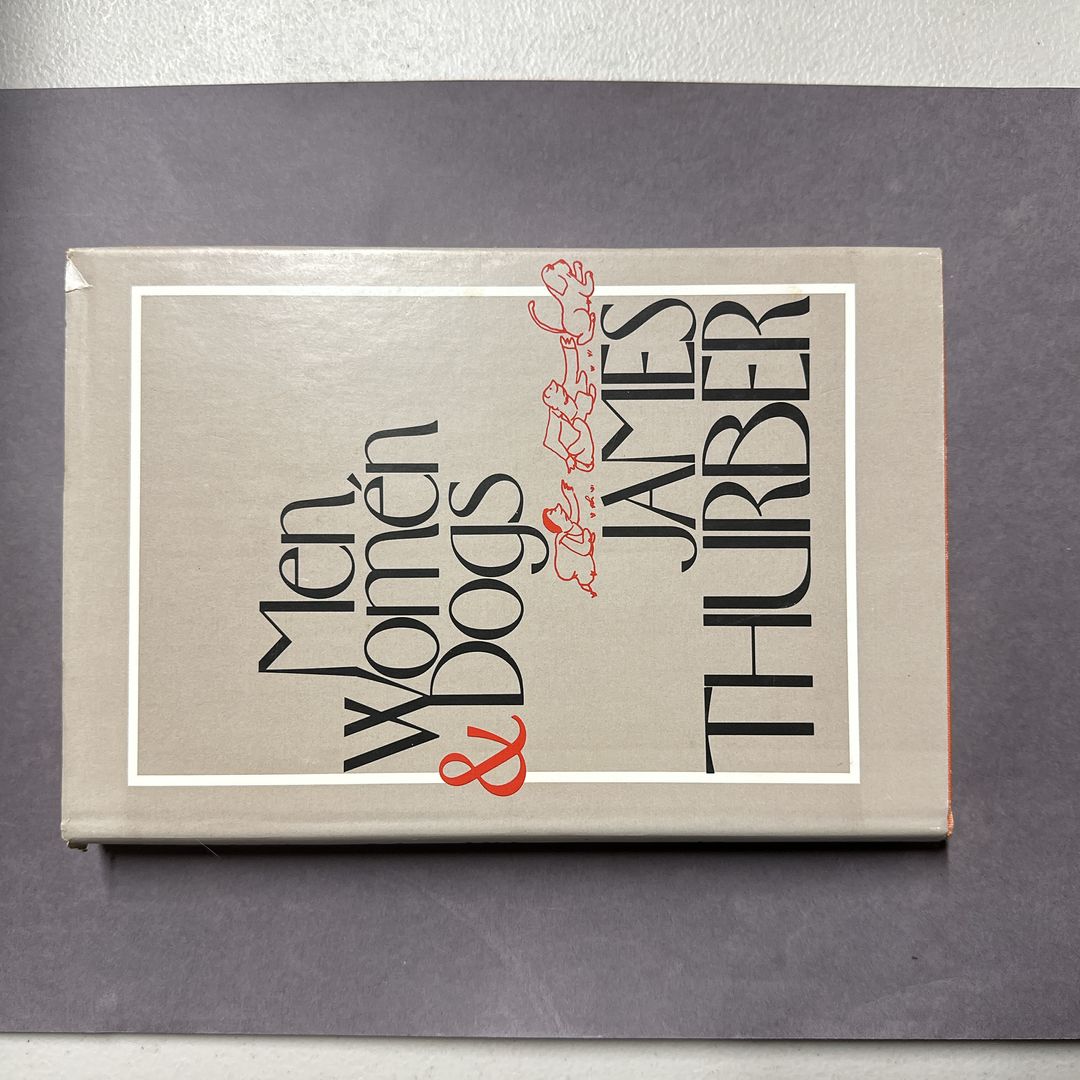 Men,
Women
& Dogs
JAMES
THURBER